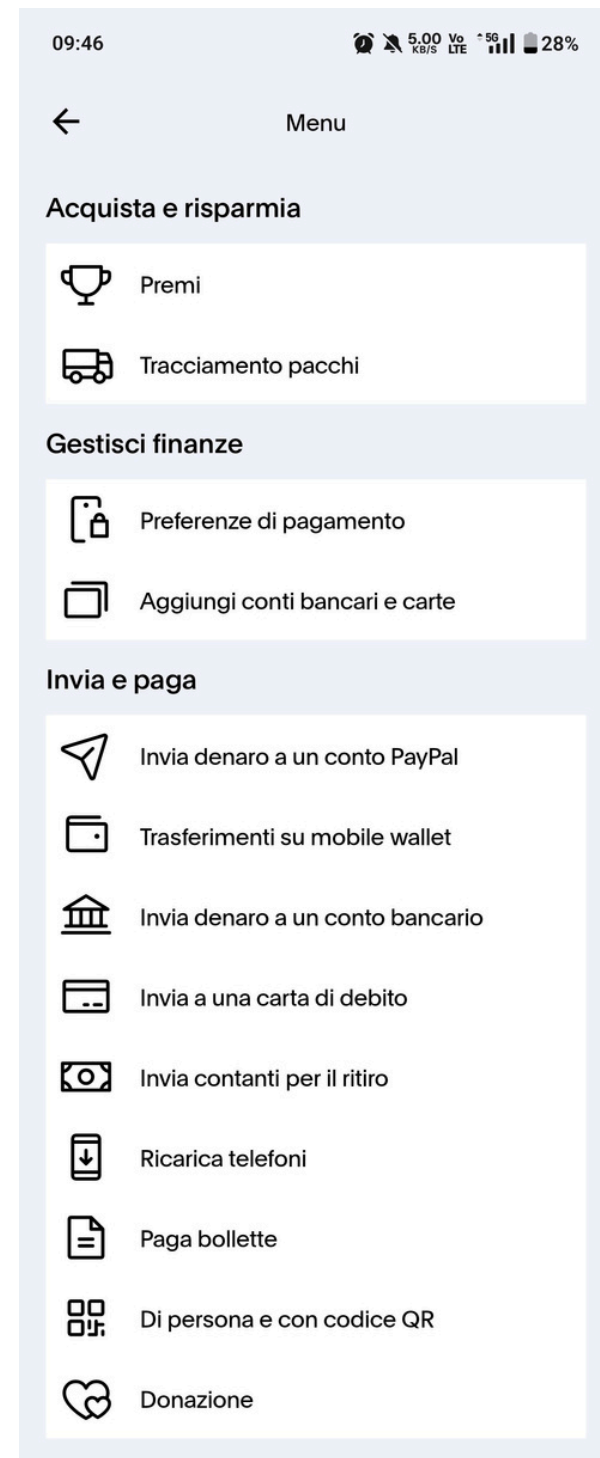 09:46
5.00 KB/S Vo LTE 5G 28%
Menu
Acquista e risparmia
Premi
Tracciamento pacchi
Gestisci finanze
Preferenze di pagamento
Aggiungi conti bancari e carte
Invia e paga
Invia denaro a un conto PayPal
Trasferimenti su mobile wallet
Invia denaro a un conto bancario
Invia a una carta di debito
Invia contanti per il ritiro
Ricarica telefoni
Paga bollette
Di persona e con codice QR
Donazione